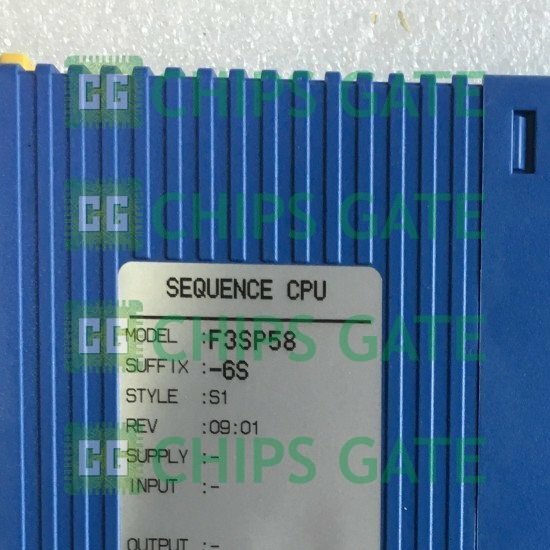 CG CHIPS GATE
CG CHIPS GATE
SEQUENCE CPU
MODEL :F3SP58
SUFFIX :-6S
STYLE :S1
REV :09:01
SUPPLY :-
INPUT :-
OUTPUT :-
CG CHIPS GATE
CG CHIPS GATE